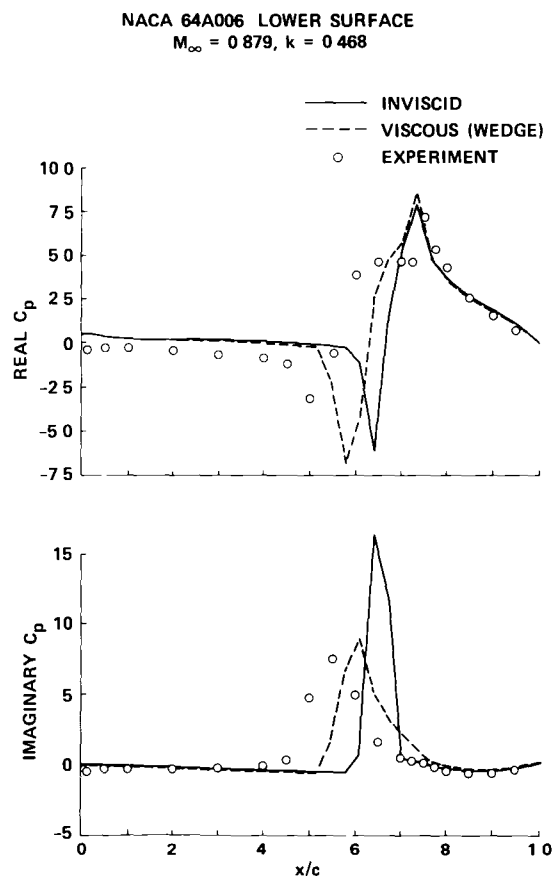 NACA 64A006 LOWER SURFACE
M∞ = 0 879, k = 0 468
INVISCID
VISCOUS (WEDGE)
EXPERIMENT
10 0
7 5
5 0
2 5
0
-2 5
-5 0
-7 5
REAL Cp
15
10
5
0
-5
IMAGINARY Cp
0 2 4 6 8 1 0
x/c